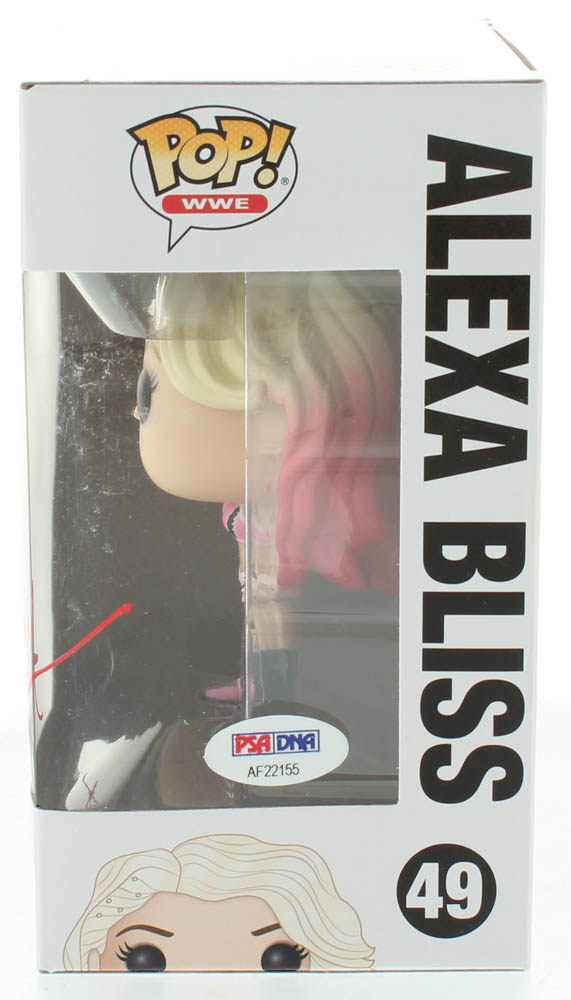 POP!®
WWE
ALEXA BLISS
PSA DNA
AF22155
49